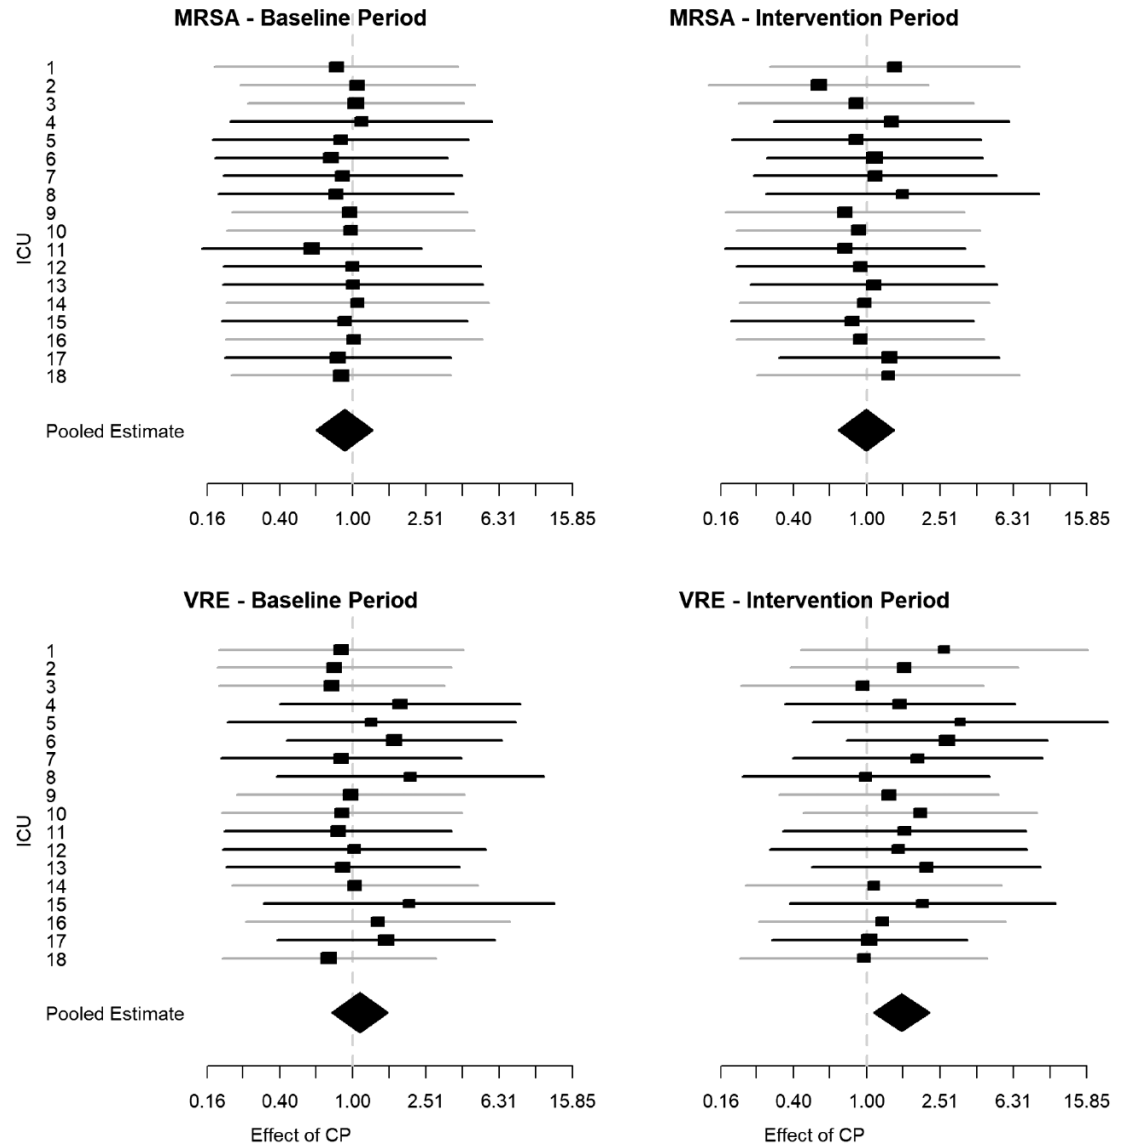 MRSA - Baseline Period
MRSA - Intervention Period
ICU
1
2
3
4
5
6
7
8
9
10
11
12
13
14
15
16
17
18
Pooled Estimate
0.16 0.40 1.00 2.51 6.31 15.85
0.16 0.40 1.00 2.51 6.31 15.85
VRE - Baseline Period
VRE - Intervention Period
ICU
1
2
3
4
5
6
7
8
9
10
11
12
13
14
15
16
17
18
Pooled Estimate
0.16 0.40 1.00 2.51 6.31 15.85
0.16 0.40 1.00 2.51 6.31 15.85
Effect of CP
Effect of CP